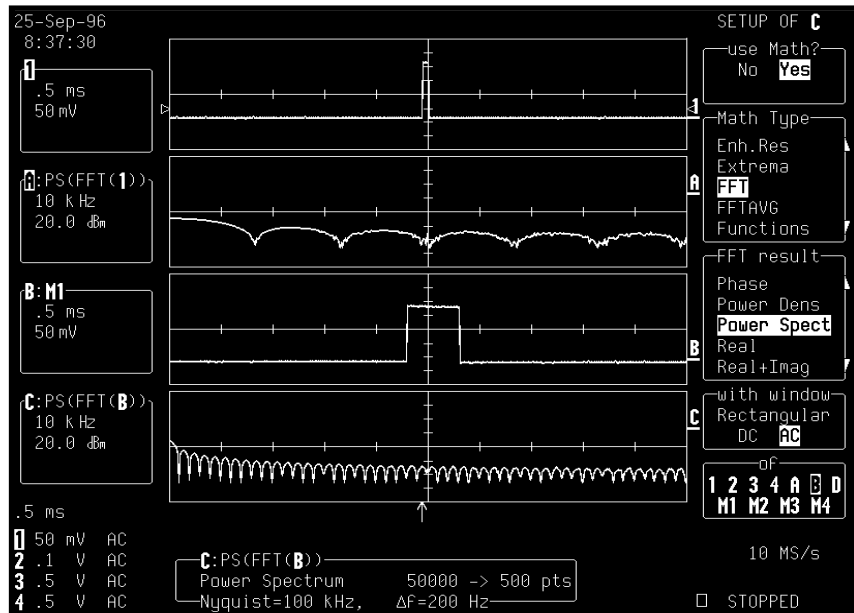 25-Sep-96
8:37:30
1
.5 ms
50 mV
A:PS(FFT(1))
10 kHz
20.0 dBm
B:M1
.5 ms
50 mV
C:PS(FFT(B))
10 kHz
20.0 dBm
.5 ms
1 50 mV AC
2 .1 V AC
3 .5 V AC
4 .5 V AC
1
A
B
C
C:PS(FFT(B))
Power Spectrum 50000 -> 500 pts
Nyquist=100 kHz, Δf=200 Hz
SETUP OF C
use Math?
No Yes
Math Type
Enh.Res
Extrema
FFT
FFTAVG
Functions
FFT result
Phase
Power Dens
Power Spect
Real
Real+Imag
with window
Rectangular
DC AC
of
1 2 3 4 A B D
M1 M2 M3 M4
10 MS/s
STOPPED